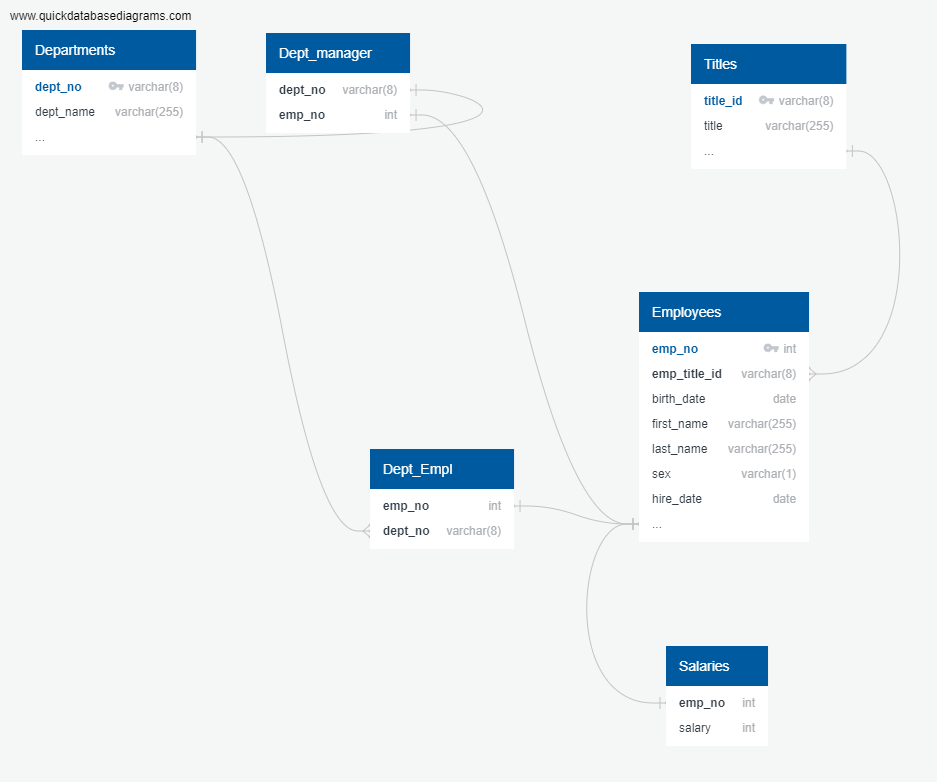 www.quickdatabasediagrams.com
Departments
dept_no varchar(8)
dept_name varchar(255)
...
Dept_manager
dept_no varchar(8)
emp_no int
Titles
title_id varchar(8)
title varchar(255)
...
Employees
emp_no int
emp_title_id varchar(8)
birth_date date
first_name varchar(255)
last_name varchar(255)
sex varchar(1)
hire_date date
...
Dept_Empl
emp_no int
dept_no varchar(8)
Salaries
emp_no int
salary int